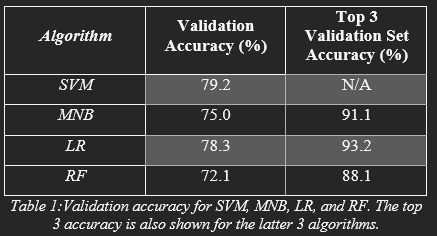 Algorithm Validation Accuracy (%) Top 3 Validation Set Accuracy (%)
SVM 79.2 N/A
MNB 75.0 91.1
LR 78.3 93.2
RF 72.1 88.1
Table 1:Validation accuracy for SVM, MNB, LR, and RF. The top
3 accuracy is also shown for the latter 3 algorithms.